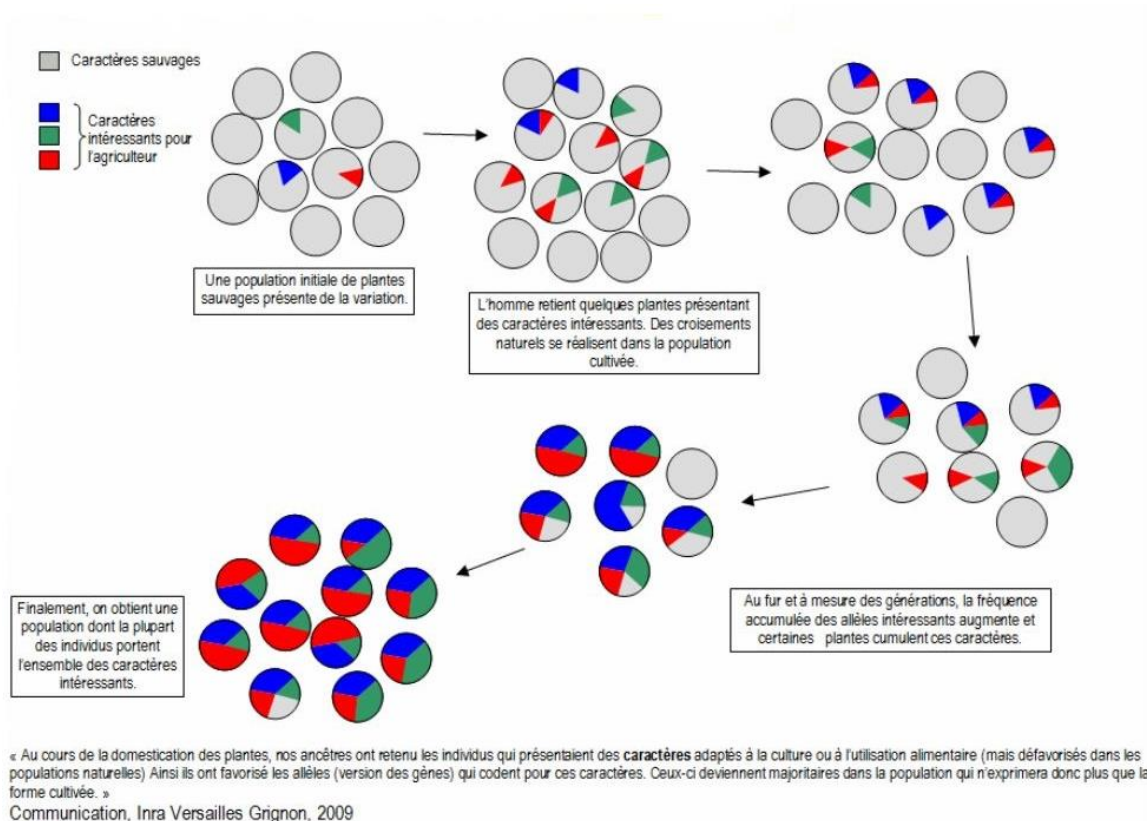 Caractères sauvages
Caractères
intéressants pour
l'agriculteur
Une population initiale de plantes
sauvages présente de la variation.
L'homme retient quelques plantes présentant
des caractères intéressants. Des croisements
naturels se réalisent dans la population
cultivée.
Au fur et à mesure des générations, la fréquence
accumulée des allèles intéressants augmente et
certaines plantes cumulent ces caractères.
Finalement, on obtient une
population dont la plupart
des individus portent
l'ensemble des caractères
intéressants.
« Au cours de la domestication des plantes, nos ancêtres ont retenu les individus qui présentaient des caractères adaptés à la culture ou à l'utilisation alimentaire (mais défavorisés dans les
populations naturelles) Ainsi ils ont favorisé les allèles (version des gènes) qui codent pour ces caractères. Ceux-ci deviennent majoritaires dans la population qui n'exprimera donc plus que la
forme cultivée. »
Communication, Inra Versailles Grignon, 2009